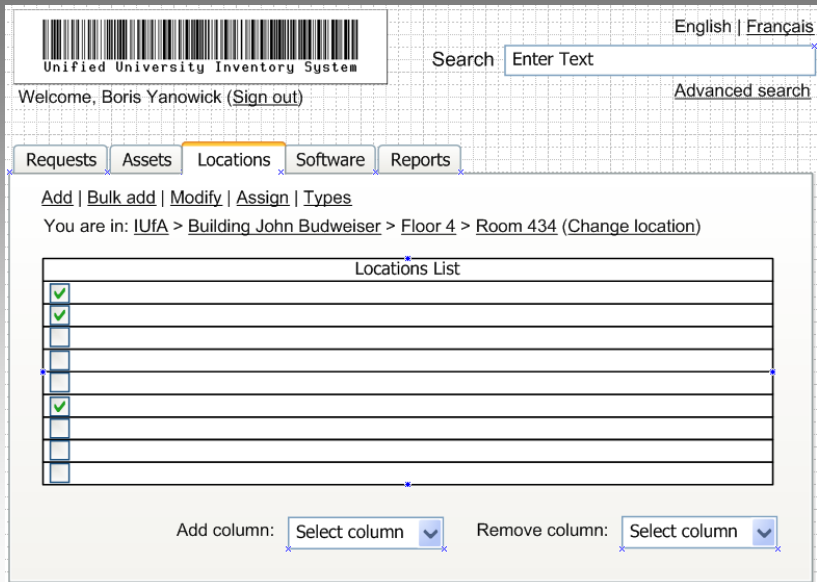 Unified University Inventory System
English | Français
Search Enter Text
Welcome, Boris Yanowick (Sign out)
Advanced search
Requests Assets Locations Software Reports
Add | Bulk add | Modify | Assign | Types
You are in: IUfA > Building John Budweiser > Floor 4 > Room 434 (Change location)
Locations List
Add column: Select column Remove column: Select column